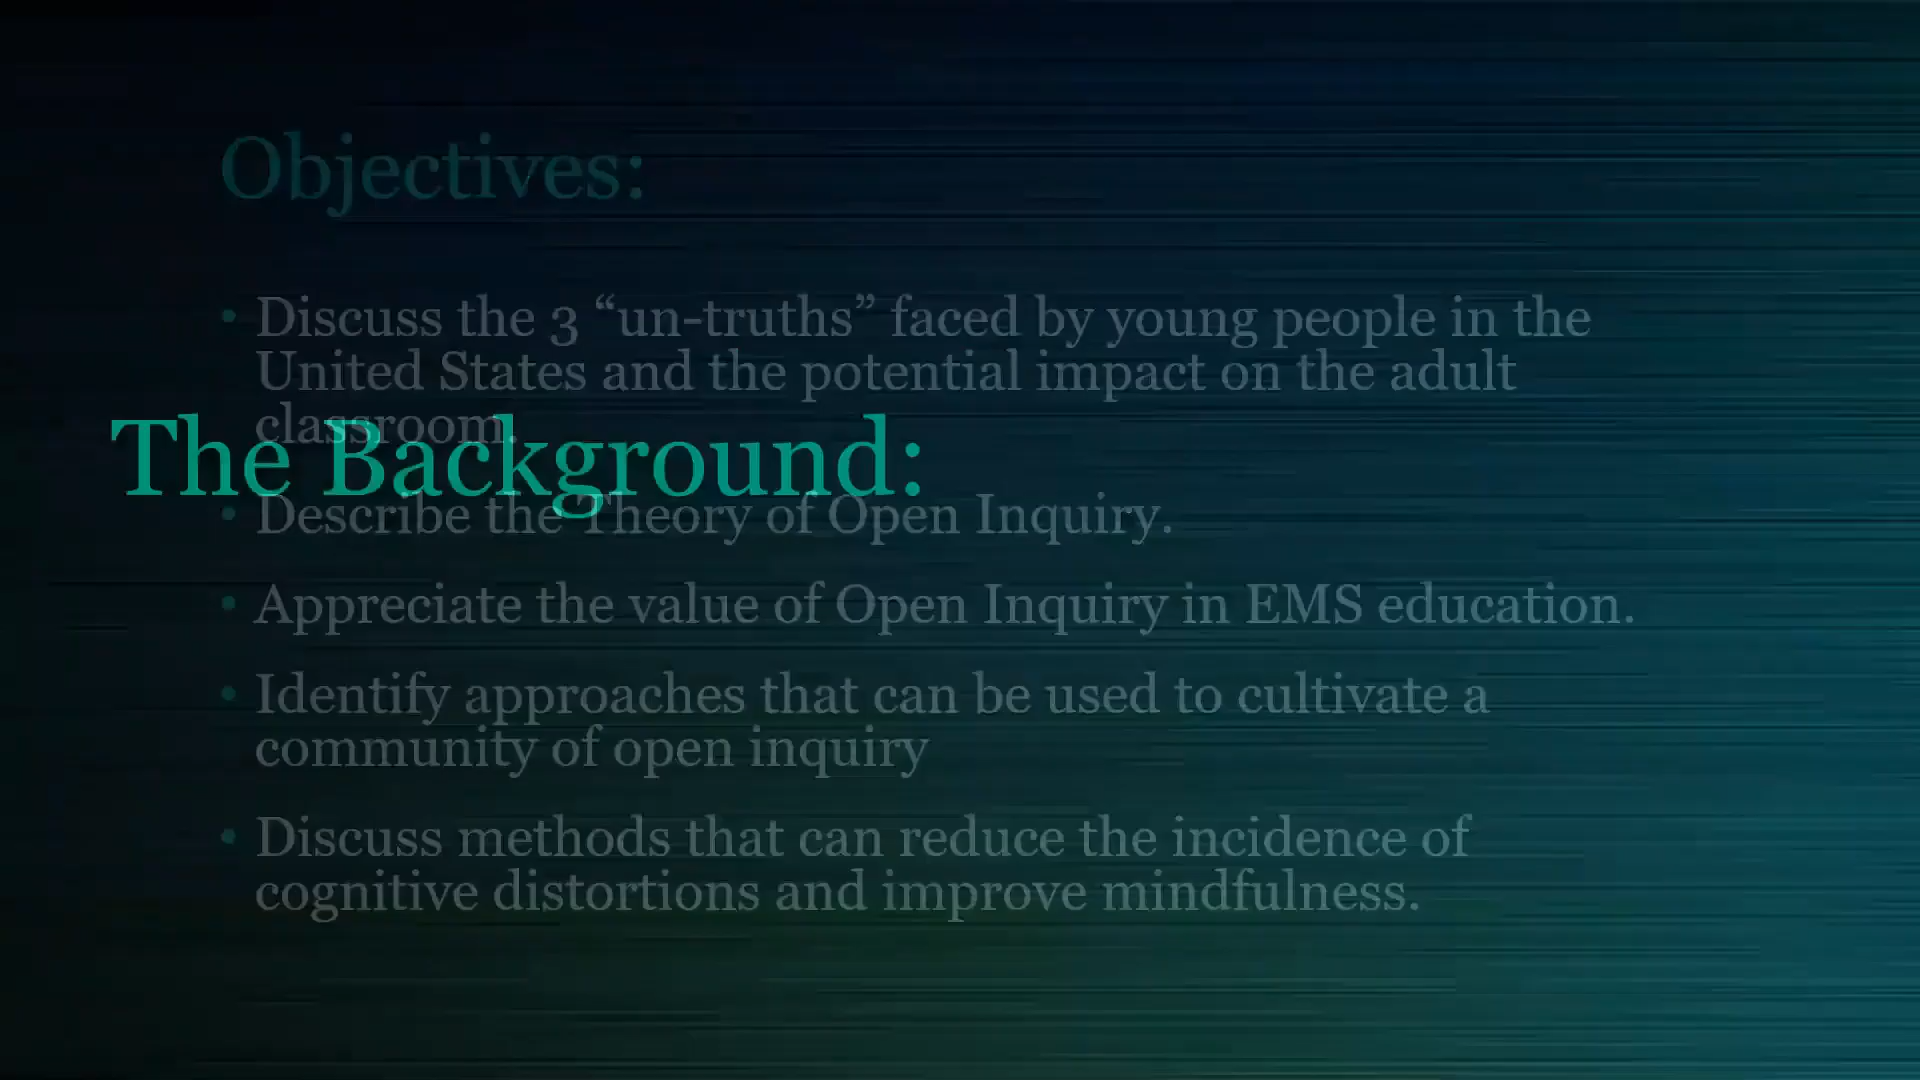 Objectives:
• Discuss the 3 “un-truths” faced by young people in the
United States and the potential impact on the adult
classroom.
The Background:
• Describe the Theory of Open Inquiry.
• Appreciate the value of Open Inquiry in EMS education.
• Identify approaches that can be used to cultivate a
community of open inquiry
• Discuss methods that can reduce the incidence of
cognitive distortions and improve mindfulness.